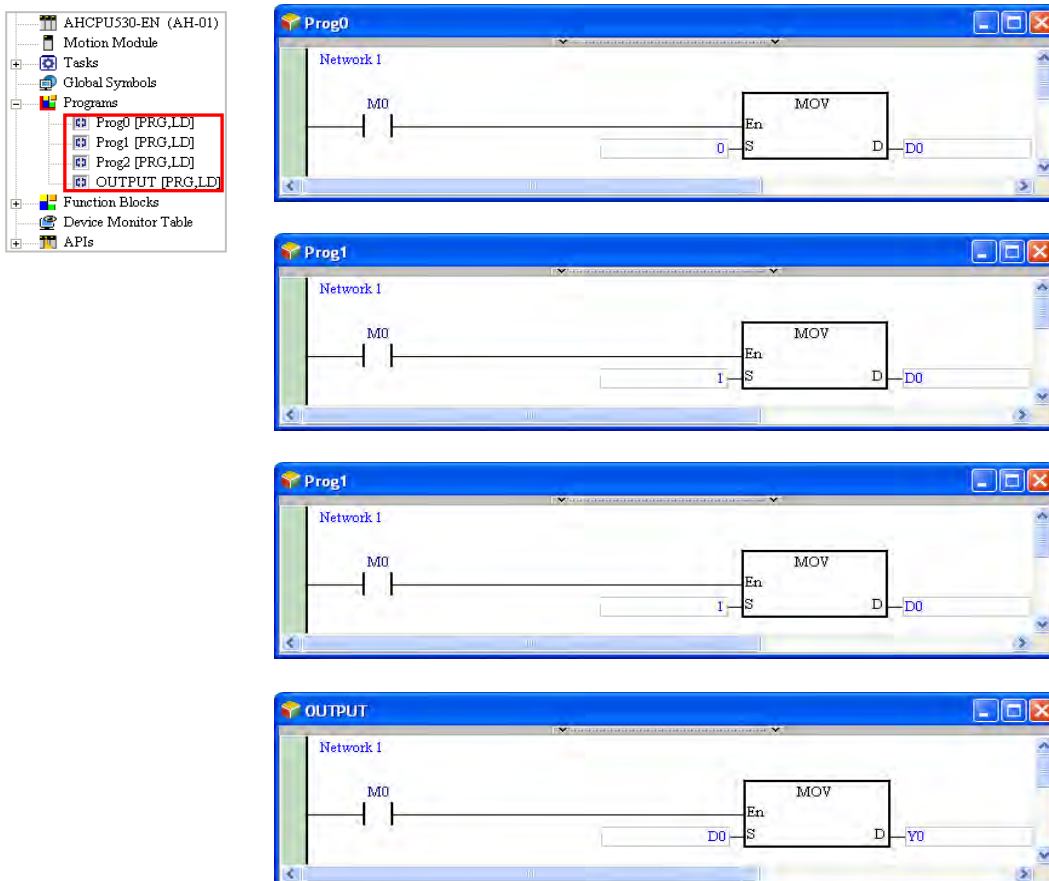 AHCPU530-EN (AH-01)
Motion Module
Tasks
Global Symbols
Programs
Prog0 [PRG,LD]
Prog1 [PRG,LD]
Prog2 [PRG,LD]
OUTPUT [PRG,LD]
Function Blocks
Device Monitor Table
APIs
Prog0
Network 1
M0
MOV
En
0 S D D0
Prog1
Network 1
M0
MOV
En
1 S D D0
Prog1
Network 1
M0
MOV
En
1 S D D0
OUTPUT
Network 1
M0
MOV
En
D0 S D Y0